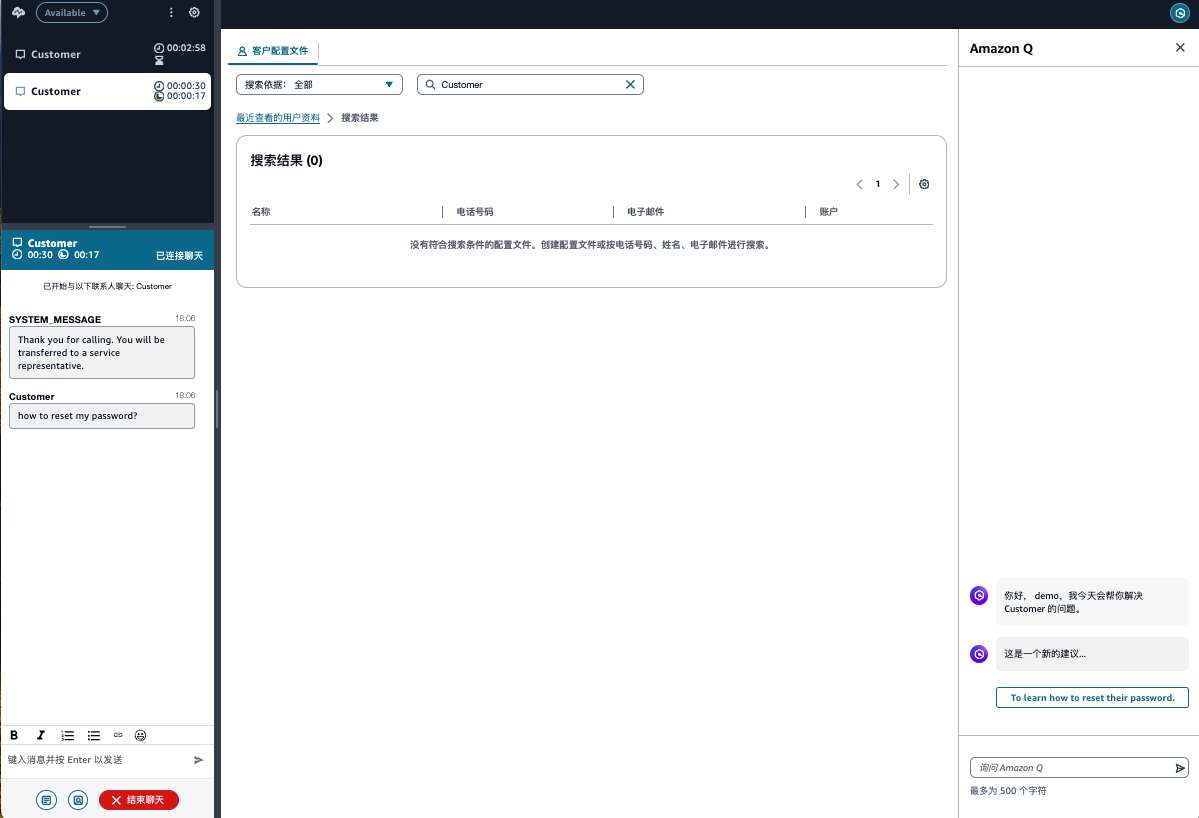 Available
Customer
00:02:58
Customer
00:00:30
00:00:17
Customer
00:30 00:17 已连接聊天
已开始与以下联系人聊天: Customer
SYSTEM_MESSAGE 18:06
Thank you for calling. You will be
transferred to a service
representative.
Customer 18:06
how to reset my password?
B I
键入消息并按 Enter 以发送
结束聊天
客户配置文件
搜索依据: 全部
Customer
最近查看的用户资料 搜索结果
搜索结果 (0)
1
名称 电话号码 电子邮件 账户
没有符合搜索条件的配置文件。创建配置文件或按电话号码、姓名、电子邮件进行搜索。
Amazon Q
你好， demo，我今天会帮你解决
Customer 的问题。
这是一个新的建议...
To learn how to reset their password.
询问 Amazon Q
最多为 500 个字符